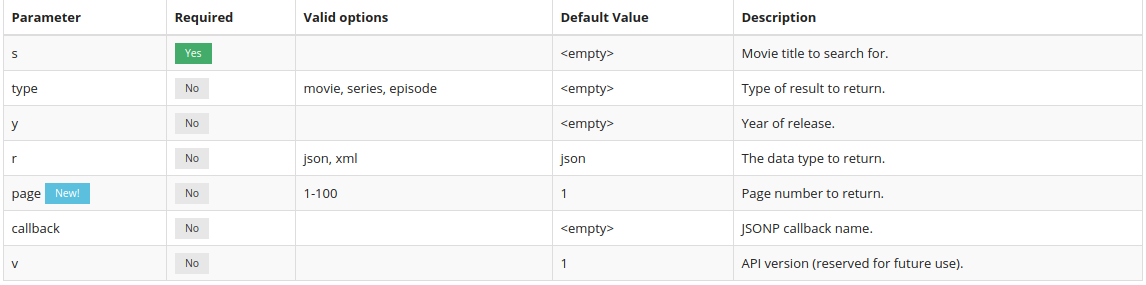 Parameter Required Valid options Default Value Description
s Yes <empty> Movie title to search for.
type No movie, series, episode <empty> Type of result to return.
y No <empty> Year of release.
r No json, xml json The data type to return.
page New! No 1-100 1 Page number to return.
callback No <empty> JSONP callback name.
v No 1 API version (reserved for future use).